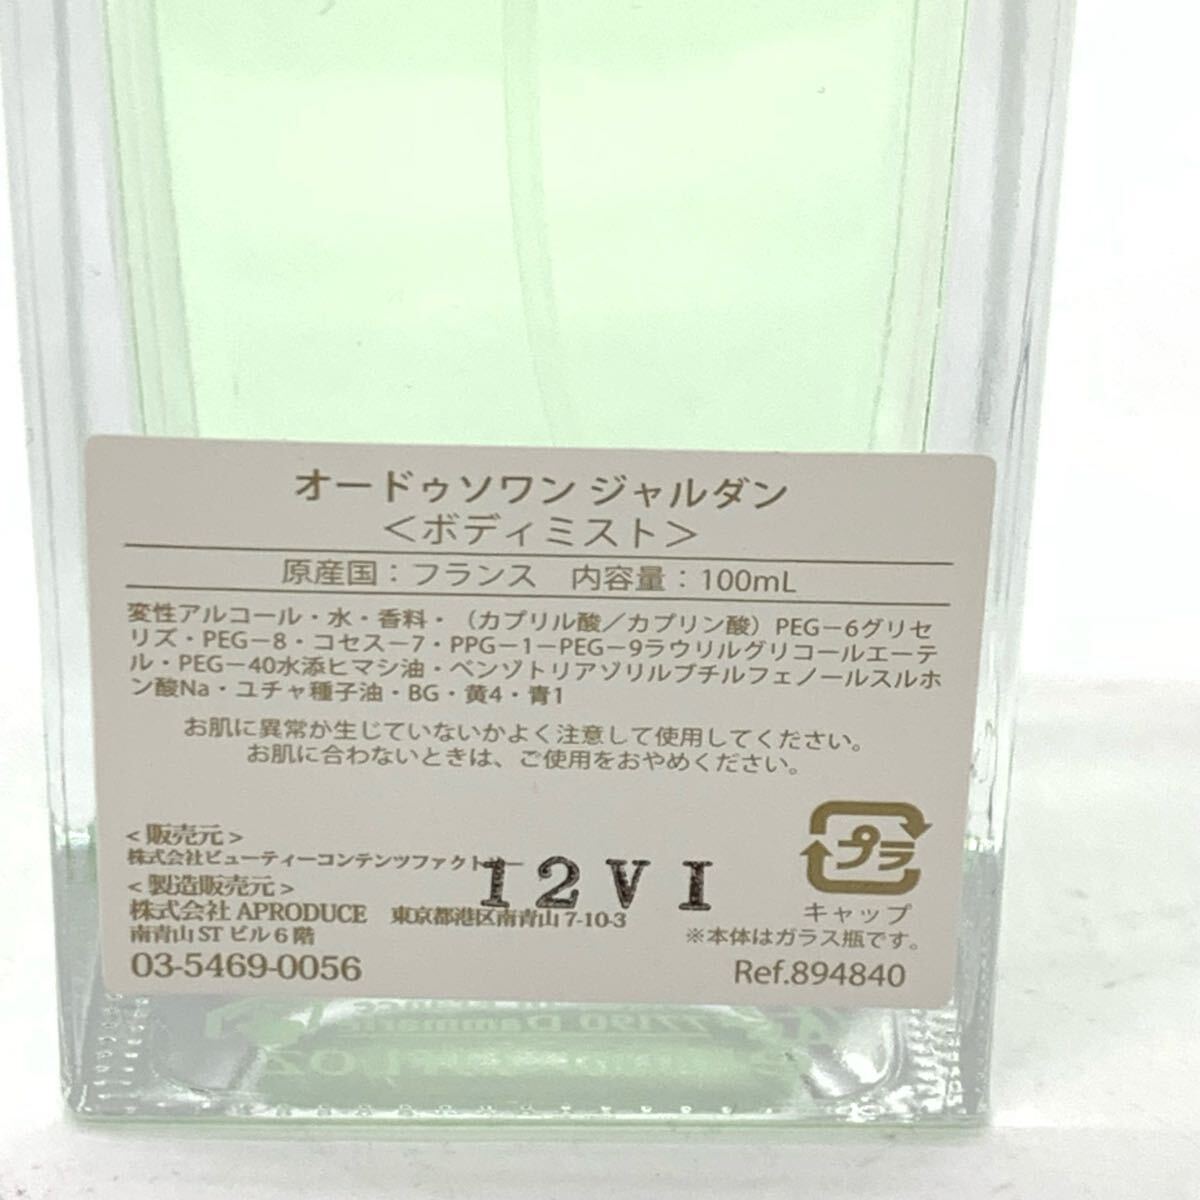 オードゥソワン ジャルダン
＜ボディミスト＞
原産国：フランス　内容量：100mL
変性アルコール・水・香料・（カプリル酸／カプリン酸）PEG－6グリセ
リズ・PEG－8・コセス－7・PPG－1－PEG－9ラウリルグリコールエーテ
ル・PEG－40水添ヒマシ油・ベンゾトリアゾリルブチルフェノールスルホ
ン酸Na・ユチャ種子油・BG・黄4・青1
お肌に異常が生じていないかよく注意して使用してください。
お肌に合わないときは、ご使用をおやめください。
＜販売元＞
株式会社ビューティーコンテンツファクトリー
12VI
＜製造販売元＞
株式会社 APRODUCE　東京都港区南青山 7-10-3
南青山 ST ビル 6 階
03-5469-0056
プラ
キャップ
※本体はガラス瓶です。
Ref.894840
77190 Dammarie
OZ